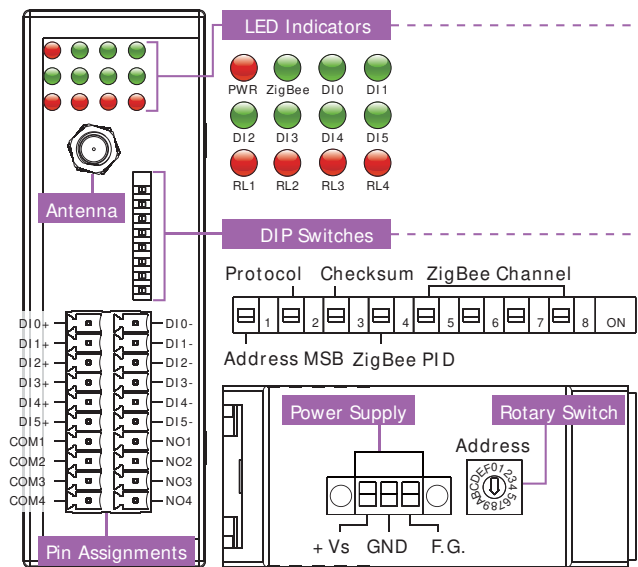 LED Indicators
PWR ZigBee DI0 DI1
DI2 DI3 DI4 DI5
RL1 RL2 RL3 RL4
Antenna
DIP Switches
Protocol Checksum ZigBee Channel
1 2 3 4 5 6 7 8 ON
Address MSB ZigBee PID
DI0+ DI0-
DI1+ DI1-
DI2+ DI2-
DI3+ DI3-
DI4+ DI4-
DI5+ DI5-
COM1 NO1
COM2 NO2
COM3 NO3
COM4 NO4
Pin Assignments
Power Supply
Rotary Switch
Address
0123456789ABCDEF
+Vs GND F.G.